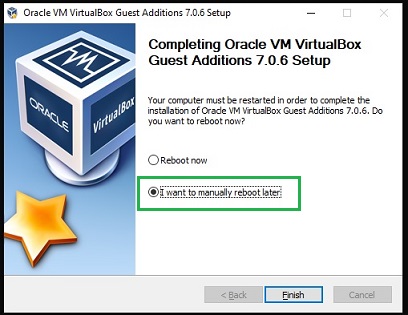 Oracle VM VirtualBox Guest Additions 7.0.6 Setup
Completing Oracle VM VirtualBox
Guest Additions 7.0.6 Setup
Your computer must be restarted in order to complete the
installation of Oracle VM VirtualBox Guest Additions 7.0.6. Do
you want to reboot now?
Reboot now
I want to manually reboot later
ORACLE
VirtualBox
< Back
Finish
Cancel